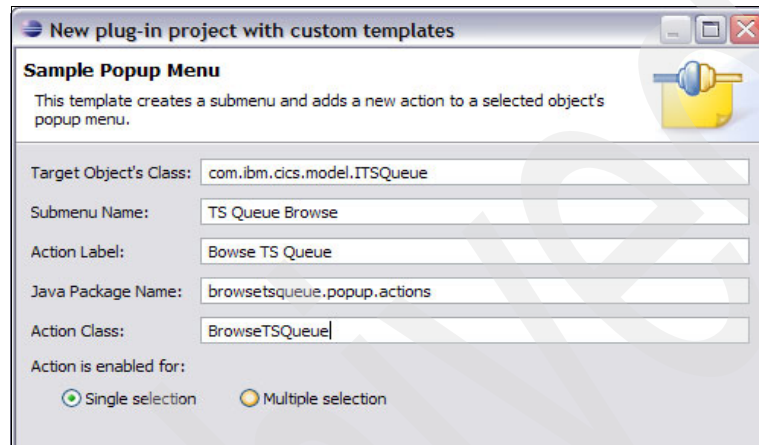 New plug-in project with custom templates
Sample Popup Menu
This template creates a submenu and adds a new action to a selected object's
popup menu.
Target Object's Class: com.ibm.cics.model.ITSQueue
Submenu Name: TS Queue Browse
Action Label: Bowse TS Queue
Java Package Name: browsetsqueue.popup.actions
Action Class: BrowseTSQueue
Action is enabled for:
Single selection Multiple selection